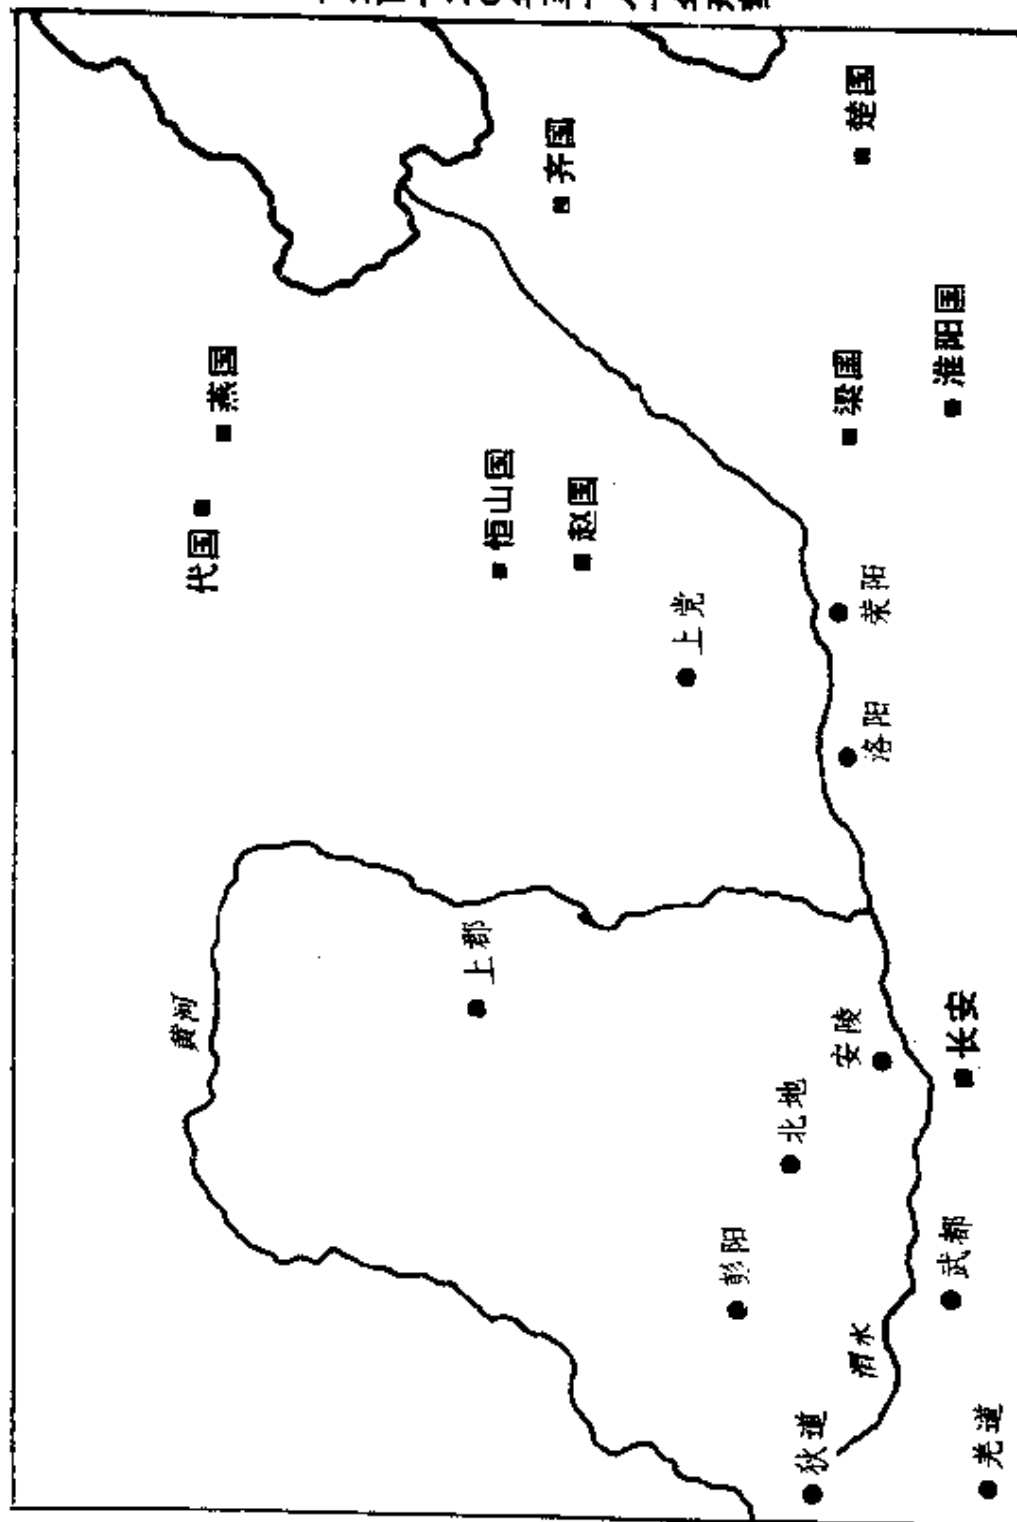 黄河
代国
燕国
恒山国
赵国
齐国
楚国
梁国
淮阳国
上党
荥阳
洛阳
上郡
安陵
长安
北地
彭阳
武都
渭水
狄道
羌道